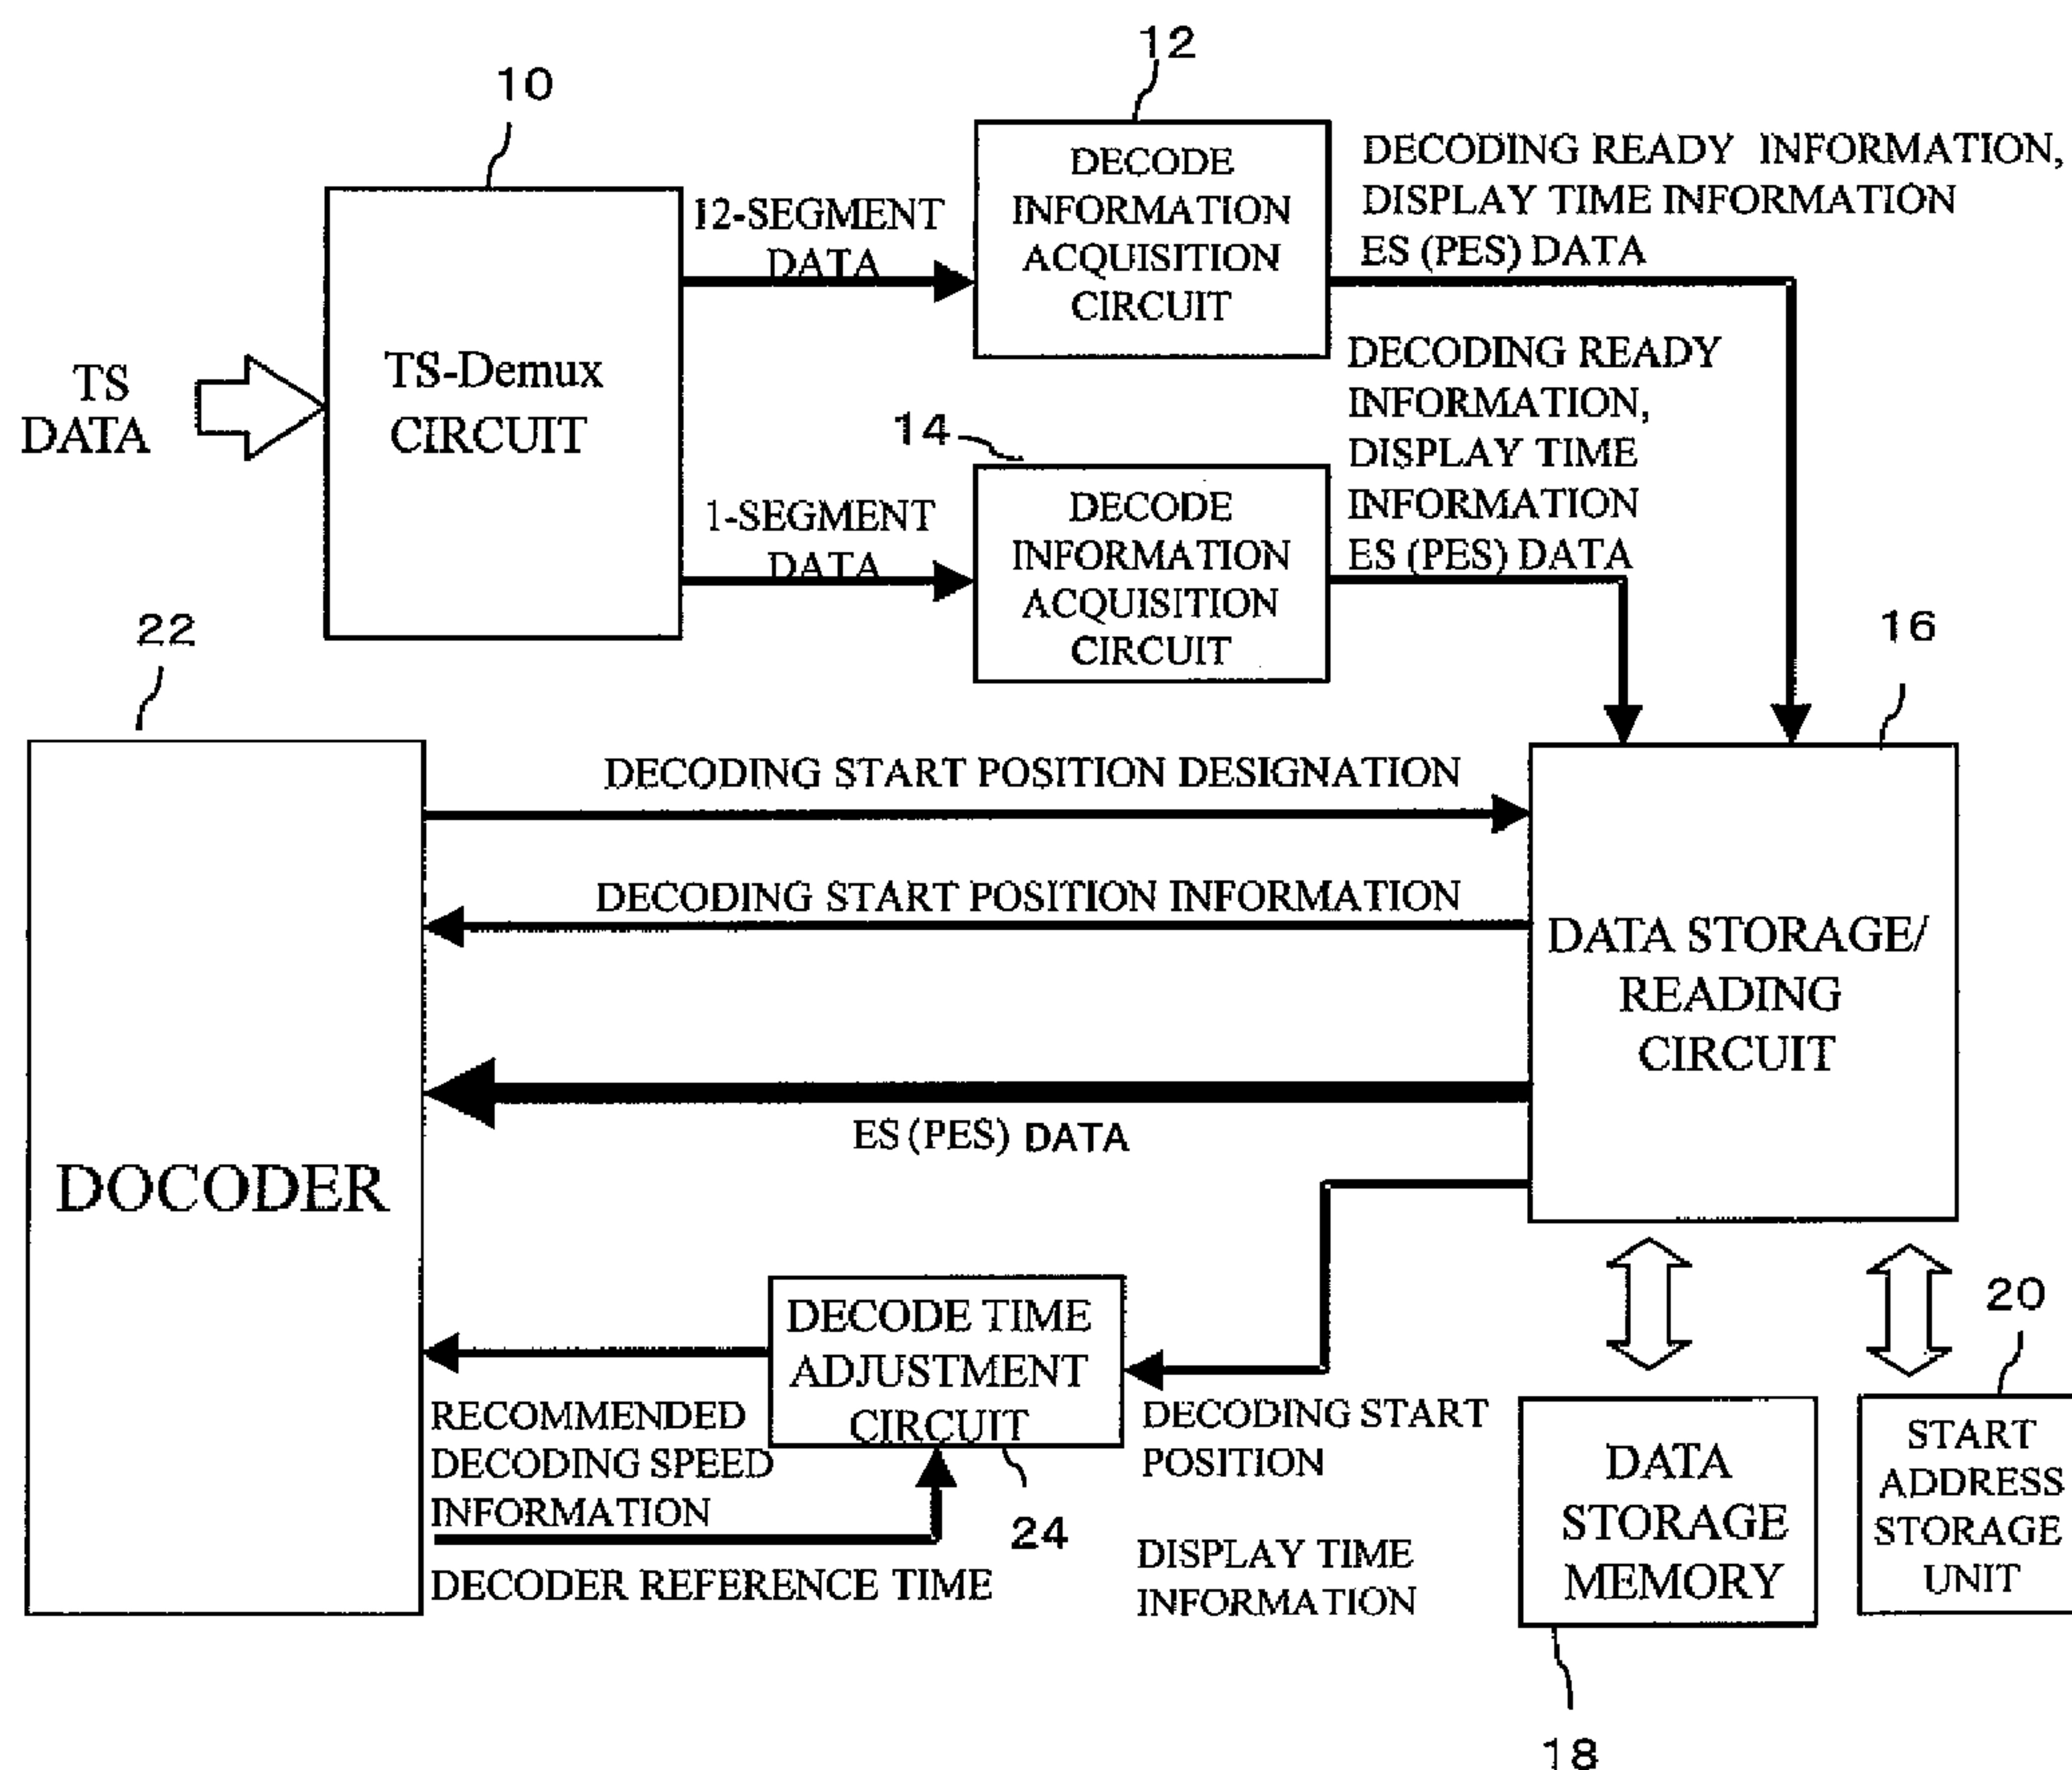 12
10
DECODE
INFORMATION
ACQUISITION
CIRCUIT
DECODING READY INFORMATION,
DISPLAY TIME INFORMATION
ES (PES) DATA
12-SEGMENT
DATA
TS
DATA
TS-Demux
CIRCUIT
14
DECODING READY
INFORMATION,
DISPLAY TIME
INFORMATION
ES (PES) DATA
1-SEGMENT
DATA
DECODE
INFORMATION
ACQUISITION
CIRCUIT
22
16
DECODING START POSITION DESIGNATION
DECODING START POSITION INFORMATION
DATA STORAGE/
READING
CIRCUIT
ES (PES) DATA
DOCODER
DECODE TIME
ADJUSTMENT
CIRCUIT
20
RECOMMENDED
DECODING SPEED
INFORMATION
DECODING START
POSITION
24
DECODER REFERENCE TIME
DISPLAY TIME
INFORMATION
DATA
STORAGE
MEMORY
START
ADDRESS
STORAGE
UNIT
18